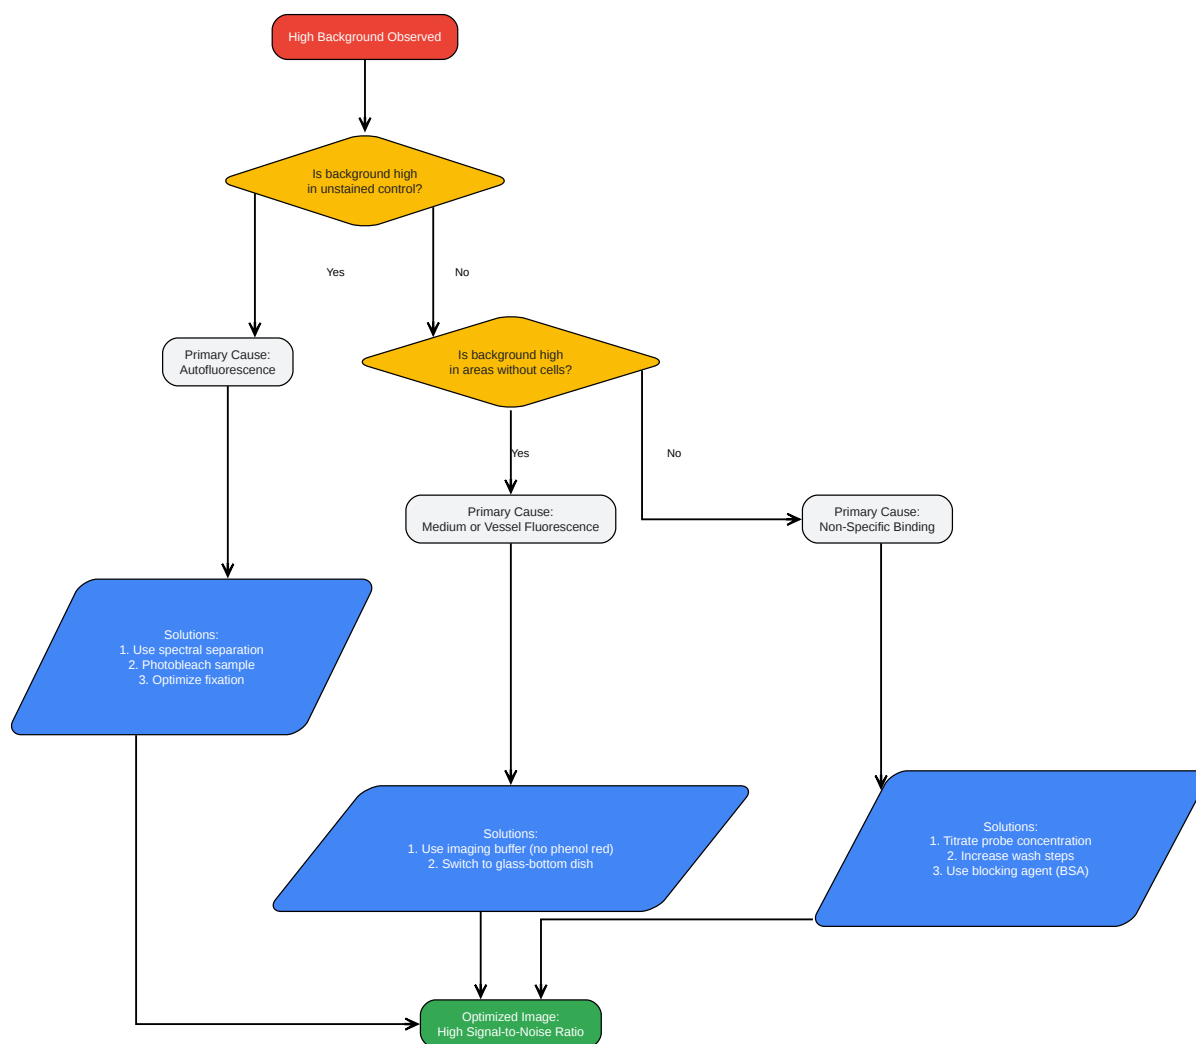 High Background Observed
Is background high
in unstained control?
Yes
No
Primary Cause:
Autofluorescence
Is background high
in areas without cells?
Yes
No
Primary Cause:
Medium or Vessel Fluorescence
Primary Cause:
Non-Specific Binding
Solutions:
1. Use spectral separation
2. Photobleach sample
3. Optimize fixation
Solutions:
1. Use imaging buffer (no phenol red)
2. Switch to glass-bottom dish
Solutions:
1. Titrate probe concentration
2. Increase wash steps
3. Use blocking agent (BSA)
Optimized Image:
High Signal-to-Noise Ratio